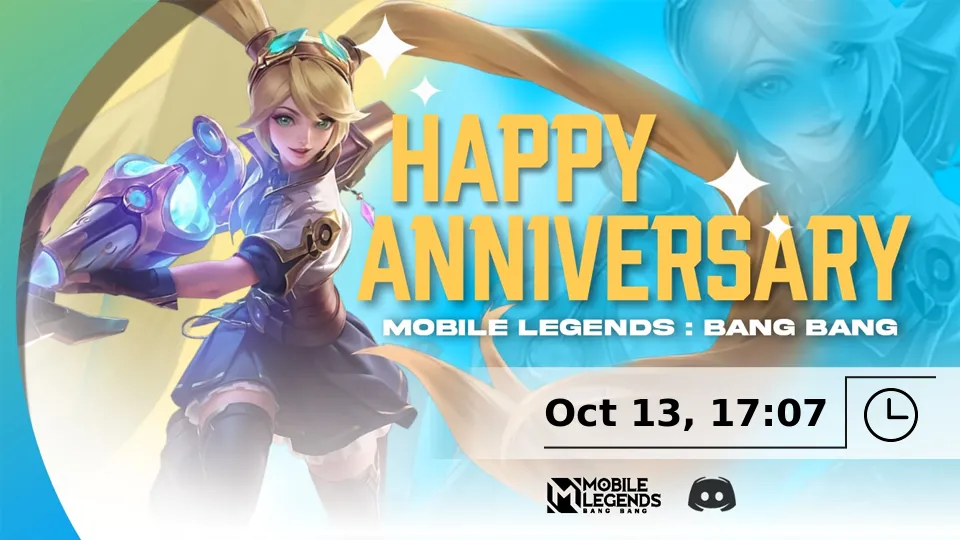 HAPPY
ANNIVERSARY
MOBILE LEGENDS : BANG BANG
Oct 13, 17:07
MOBILE
LEGENDS
BANG BANG